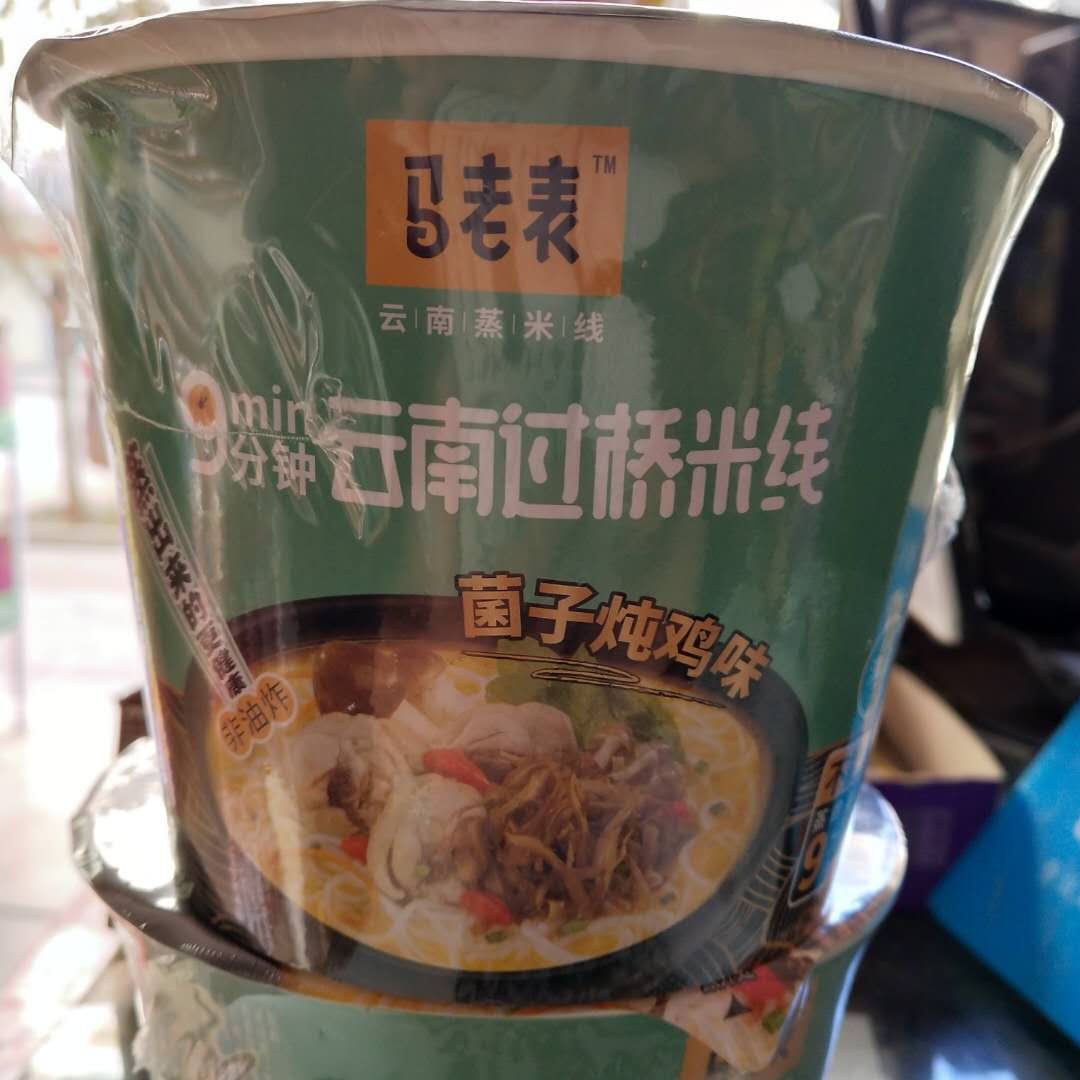 马老表™
云南蒸米线
9min
分钟
云南过桥米线
菌子炖鸡味
非油炸